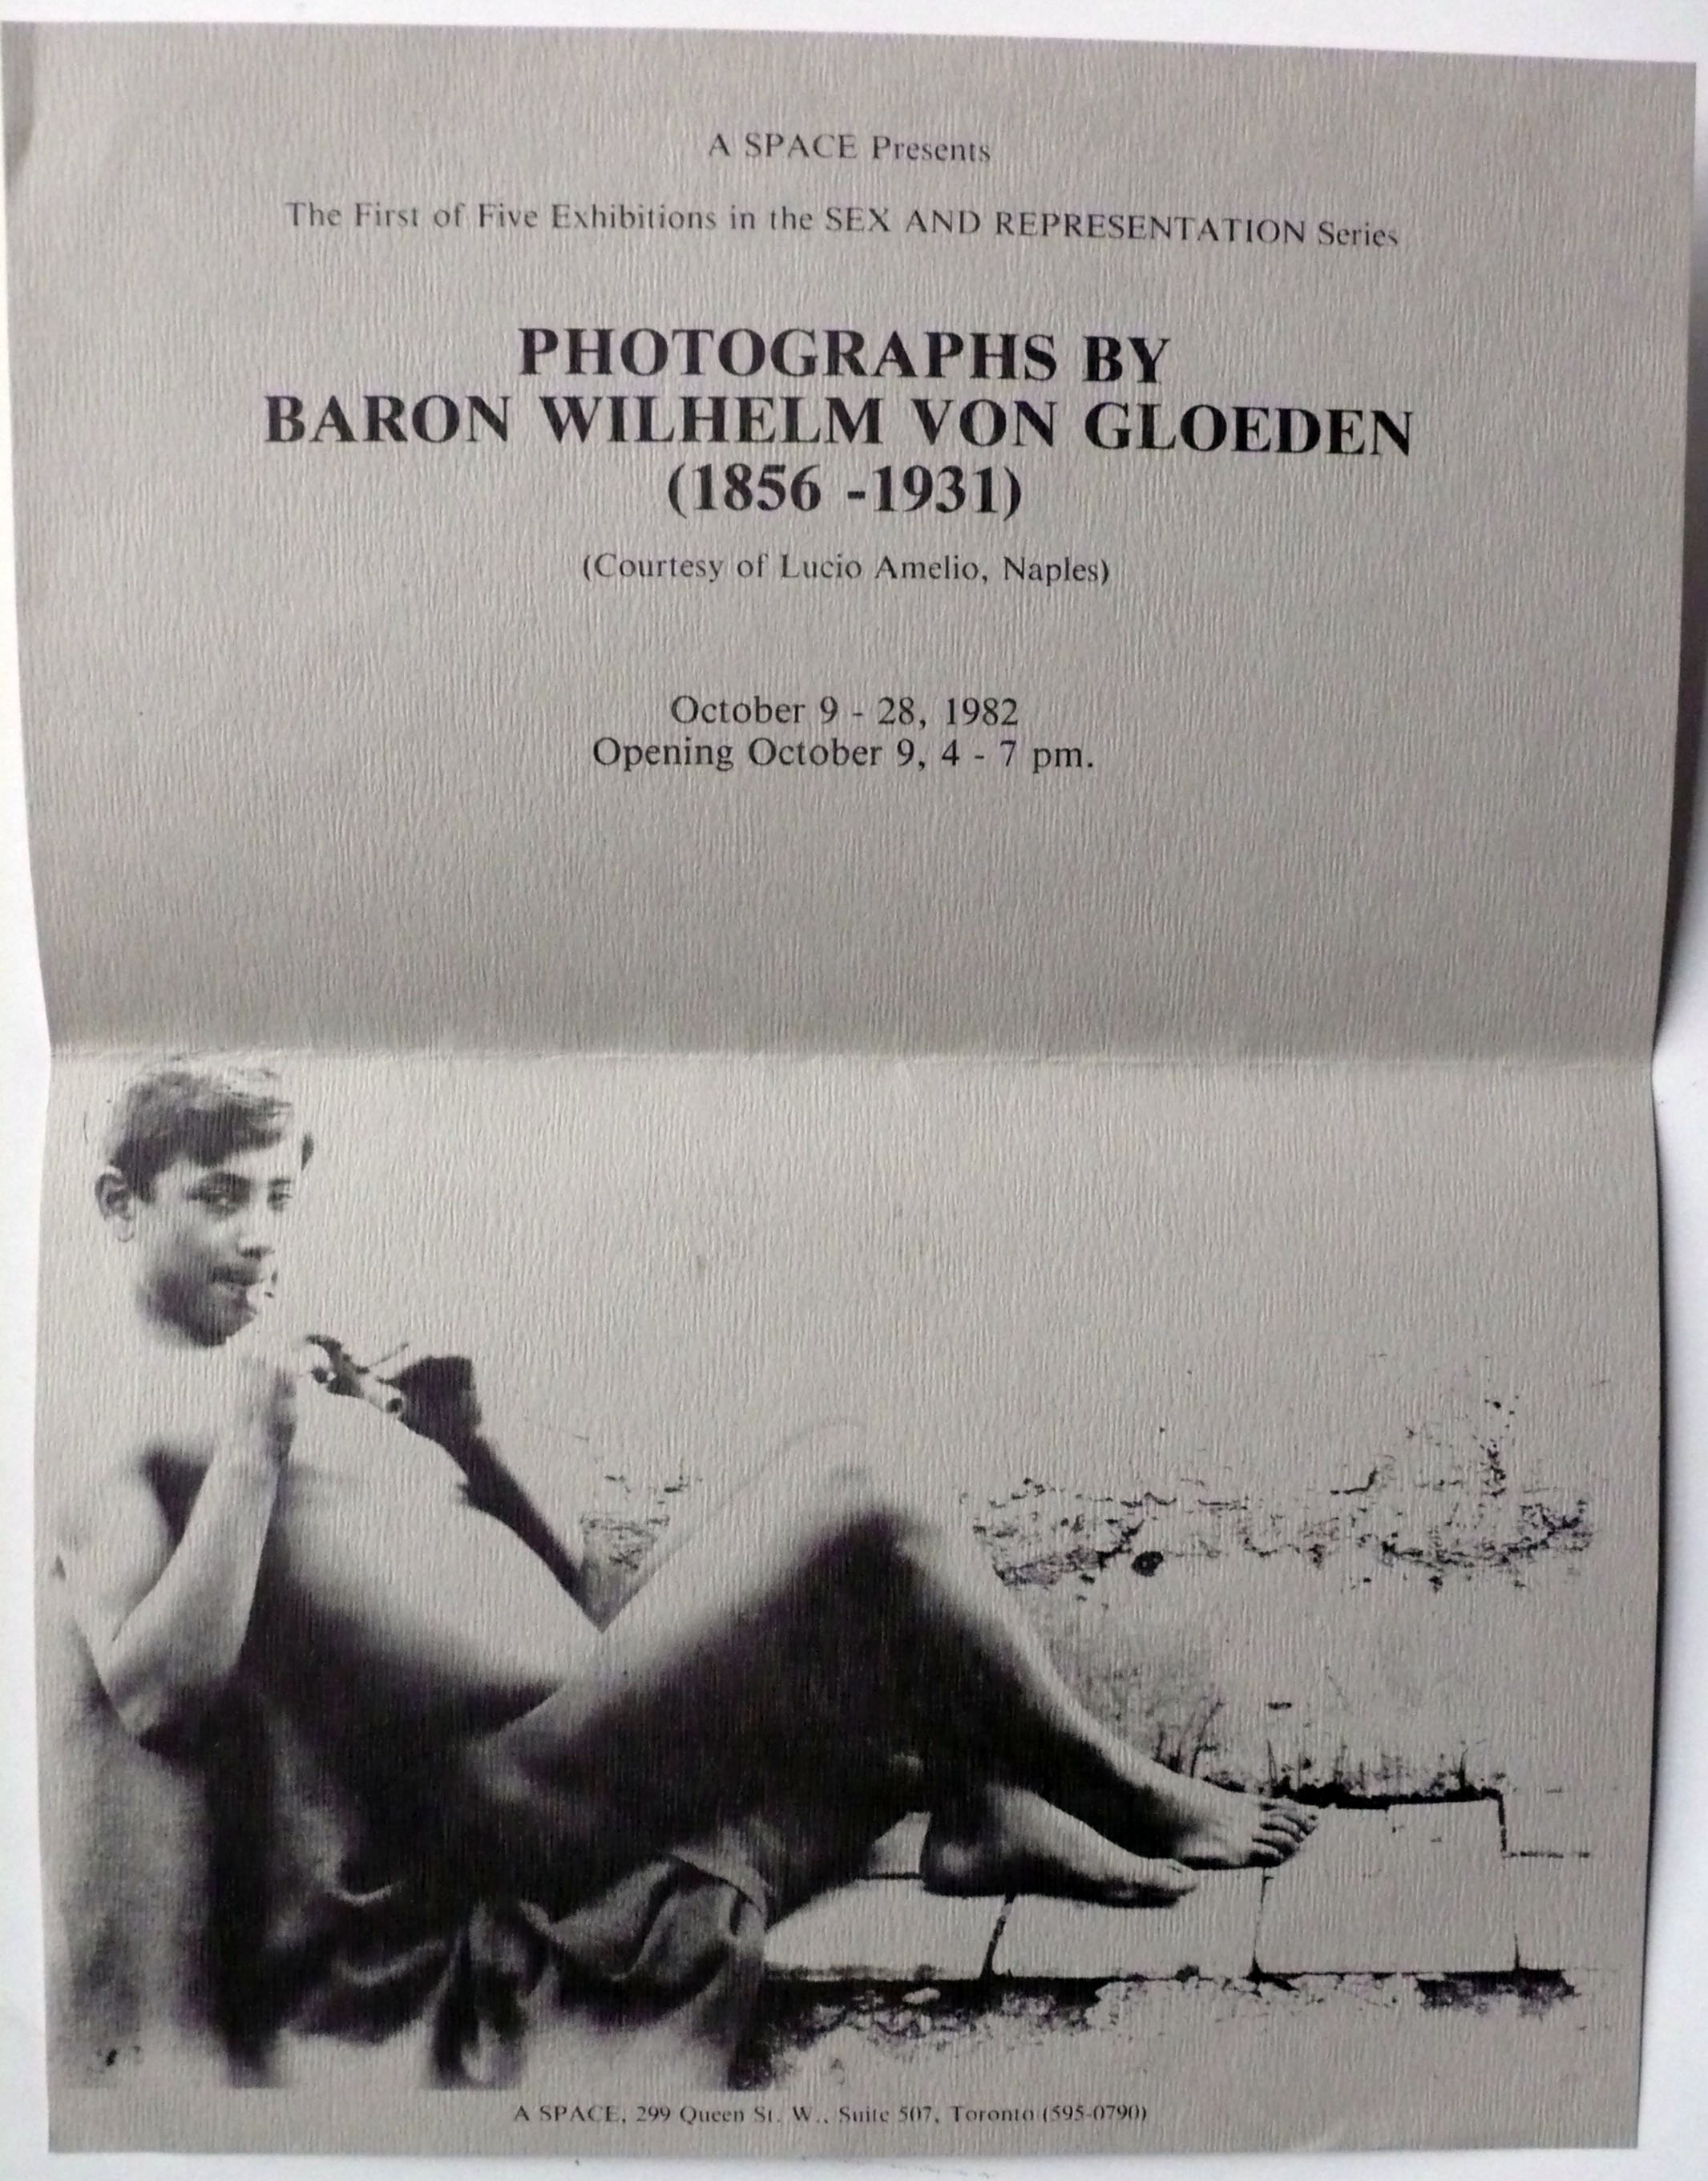 A SPACE Presents
The First of Five Exhibitions in the SEX AND REPRESENTATION Series
PHOTOGRAPHS BY
BARON WILHELM VON GLOEDEN
(1856 -1931)
(Courtesy of Lucio Amelio, Naples)
October 9 - 28, 1982
Opening October 9, 4 - 7 pm.
A SPACE, 299 Queen St. W., Suite 507, Toronto (595-0790)